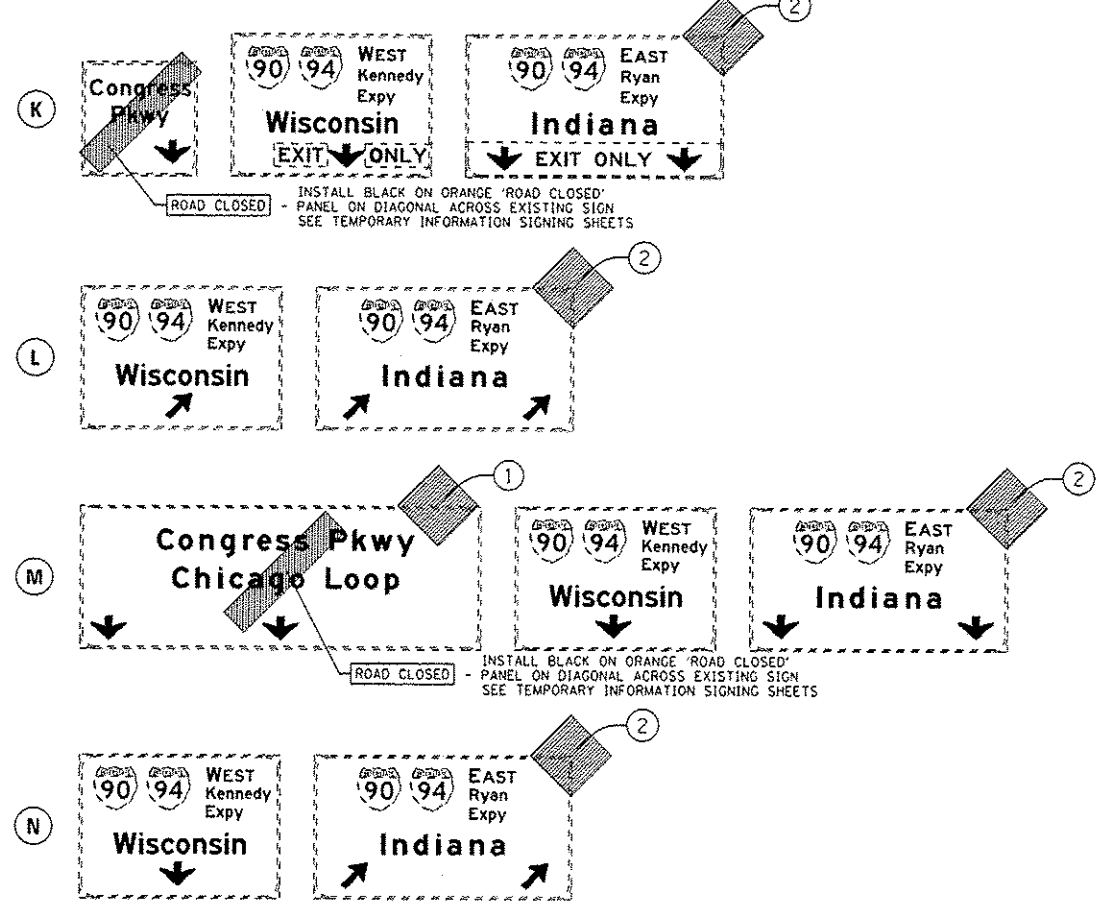 2
K
Congress
Pkwy
90 94 WEST
Kennedy
Expy
Wisconsin
EXIT ONLY
90 94 EAST
Ryan
Expy
Indiana
EXIT ONLY
ROAD CLOSED - INSTALL BLACK ON ORANGE 'ROAD CLOSED'
PANEL ON DIAGONAL ACROSS EXISTING SIGN
SEE TEMPORARY INFORMATION SIGNING SHEETS
2
L
90 94 WEST
Kennedy
Expy
Wisconsin
90 94 EAST
Ryan
Expy
Indiana
1
2
M
Congress Pkwy
Chicago Loop
90 94 WEST
Kennedy
Expy
Wisconsin
90 94 EAST
Ryan
Expy
Indiana
ROAD CLOSED - INSTALL BLACK ON ORANGE 'ROAD CLOSED'
PANEL ON DIAGONAL ACROSS EXISTING SIGN
SEE TEMPORARY INFORMATION SIGNING SHEETS
2
N
90 94 WEST
Kennedy
Expy
Wisconsin
90 94 EAST
Ryan
Expy
Indiana